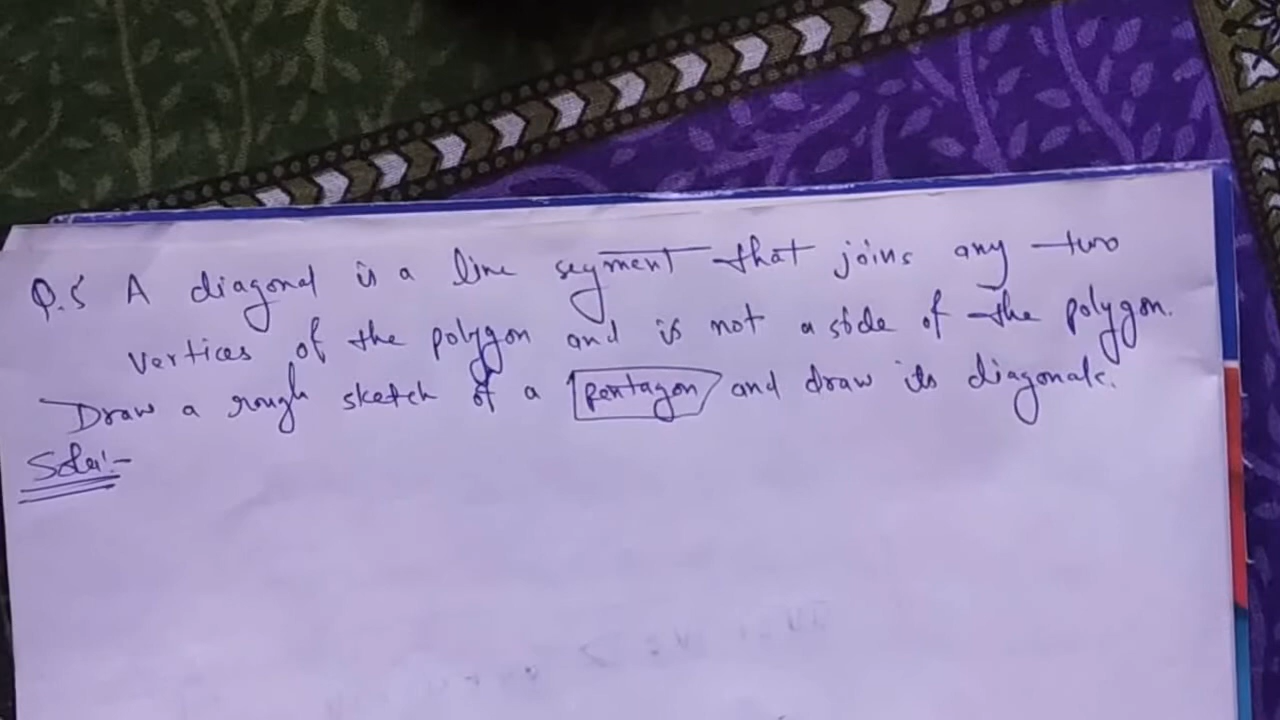 Q.5 A diagonal is a line segment that joins any two
vertices of the polygon and is not a side of the polygon.
Draw a rough sketch of a pentagon and draw its diagonals.
Soln:-